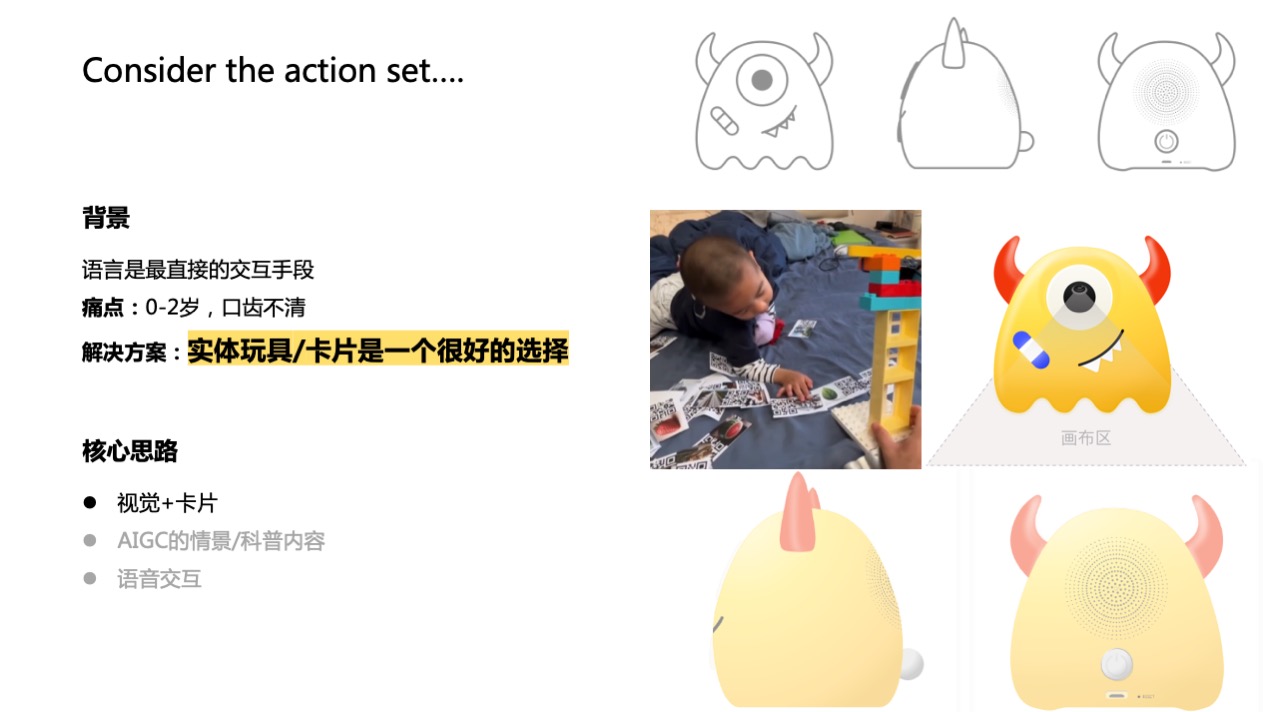 Consider the action set....
背景
语言是最直接的交互手段
痛点：0-2岁，口齿不清
解决方案：实体玩具/卡片是一个很好的选择
核心思路
● 视觉+卡片
● AIGC的情景/科普内容
● 语音交互
画布区